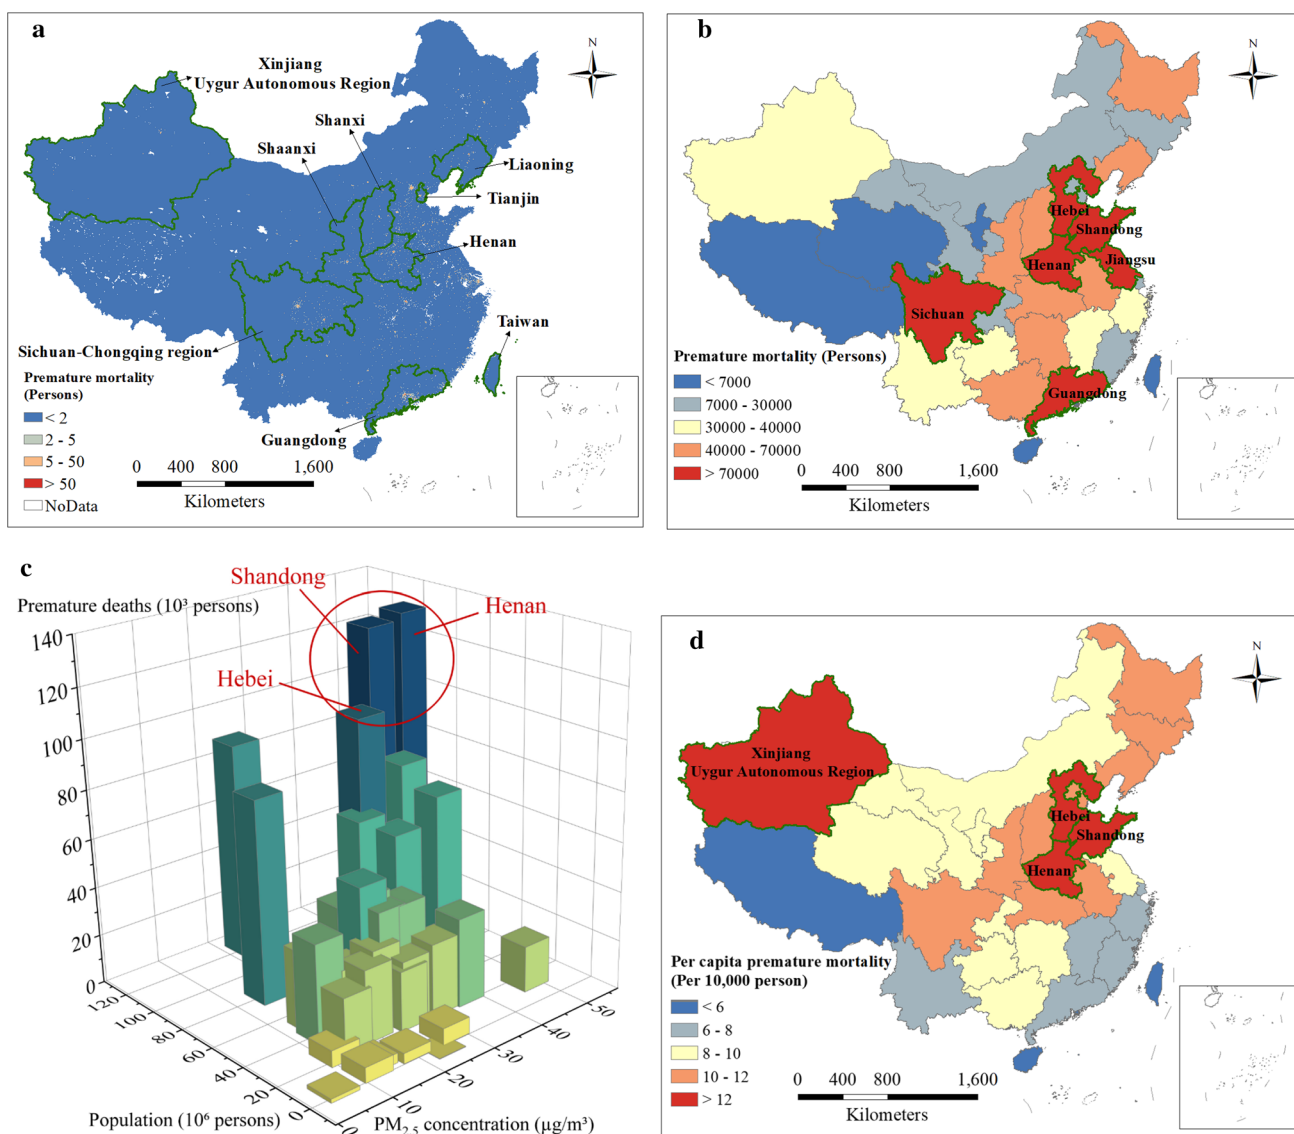 a
N
Xinjiang
Uygur Autonomous Region
Shanxi
Shaanxi
Liaoning
Tianjin
Henan
Taiwan
Sichuan-Chongqing region
Guangdong
Premature mortality
(Persons)
< 2
2 - 5
5 - 50
> 50
NoData
0 400 800 1,600
Kilometers
b
N
Hebei
Shandong
Henan
Jiangsu
Sichuan
Guangdong
Premature mortality (Persons)
< 7000
7000 - 30000
30000 - 40000
40000 - 70000
> 70000
0 400 800 1,600
Kilometers
c
Shandong
Henan
Hebei
Premature deaths (10³ persons)
140
120
100
80
60
40
20
0
120
100
80
60
40
20
0
Population (10⁶ persons)
0
10
20
30
40
50
PM₂.₅ concentration (µg/m³)
d
N
Xinjiang
Uygur Autonomous Region
Hebei
Shandong
Henan
Per capita premature mortality
(Per 10,000 person)
< 6
6 - 8
8 - 10
10 - 12
> 12
0 400 800 1,600
Kilometers